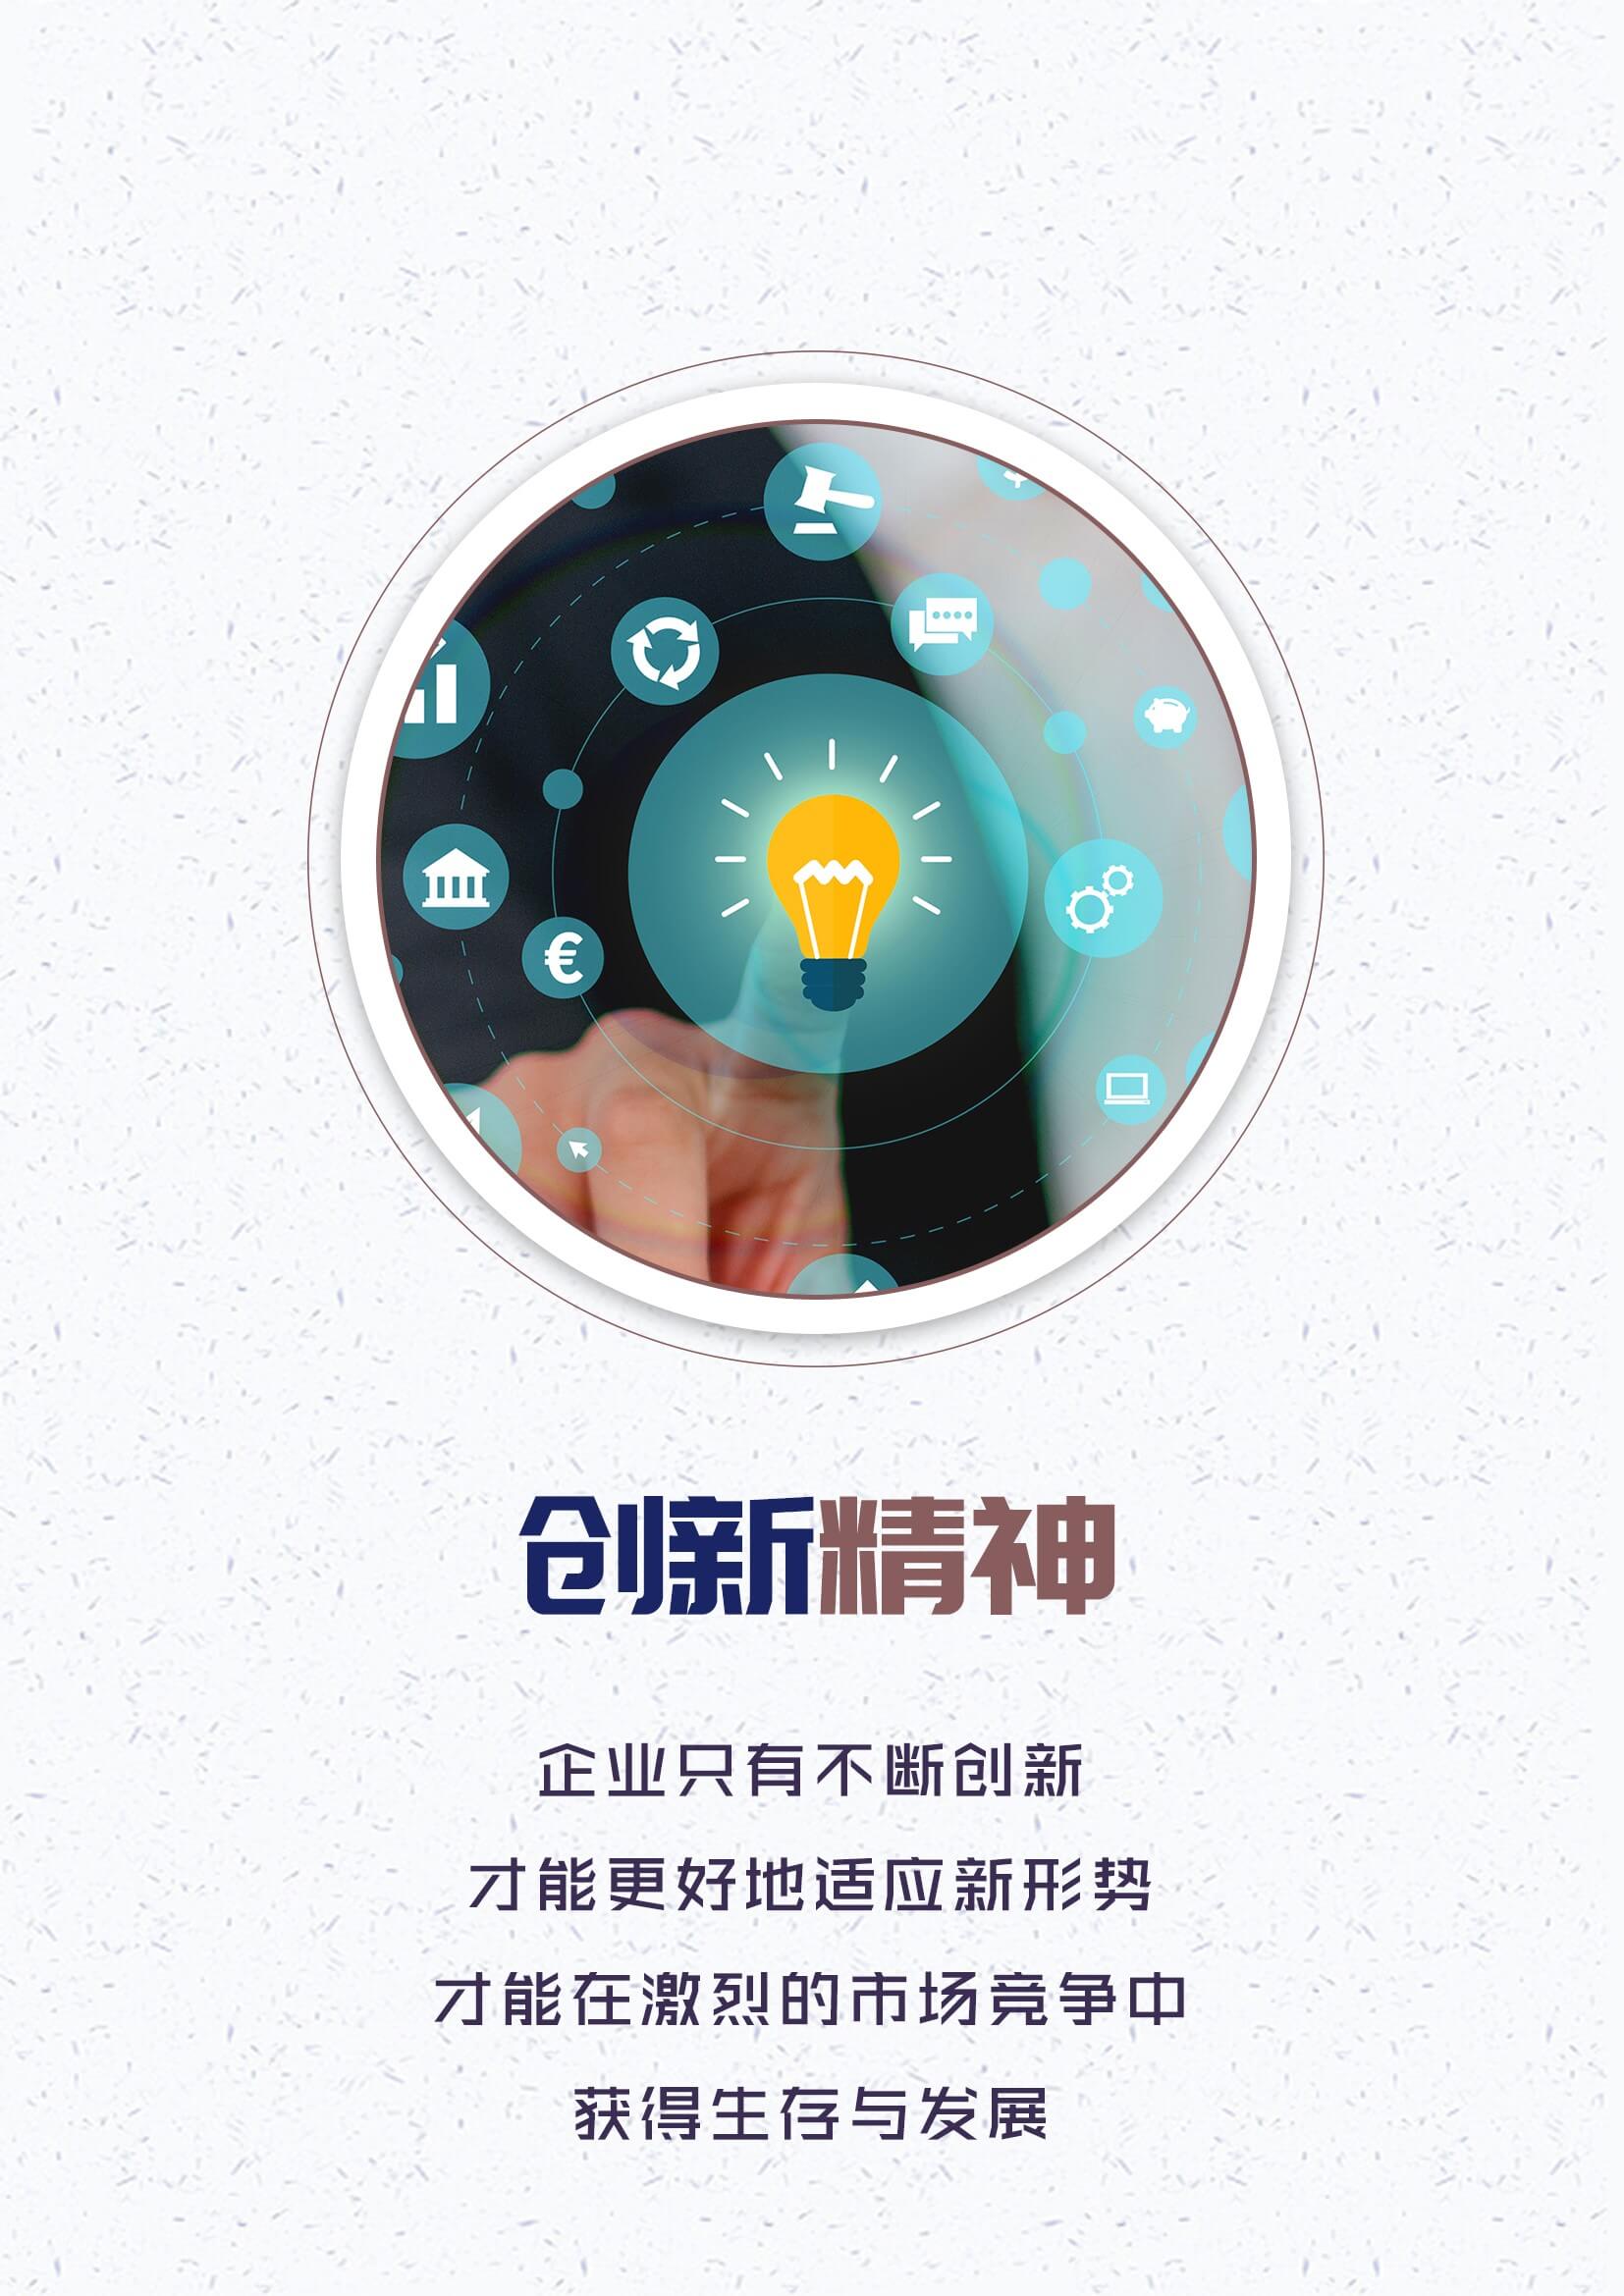 €
创新精神
企业只有不断创新
才能更好地适应新形势
才能在激烈的市场竞争中
获得生存与发展